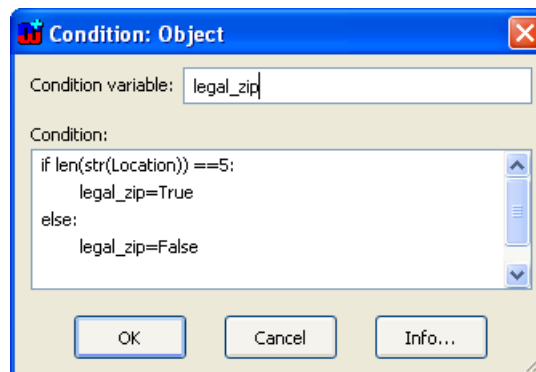 Condition: Object
Condition variable: legal_zip
Condition:
if len(str(Location)) ==5:
legal_zip=True
else:
legal_zip=False
OK Cancel Info...